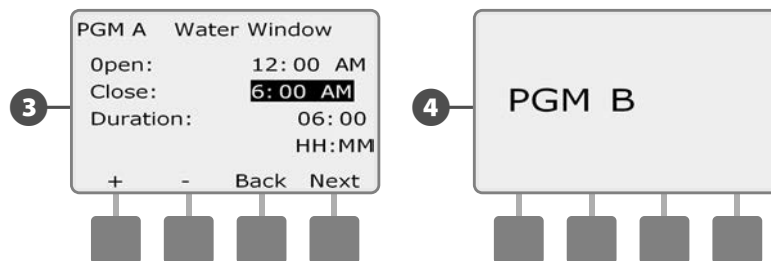 PGM A Water Window
Open: 12:00 AM
Close: 6:00 AM
Duration: 06:00
HH:MM
+ - Back Next
3
PGM B
4